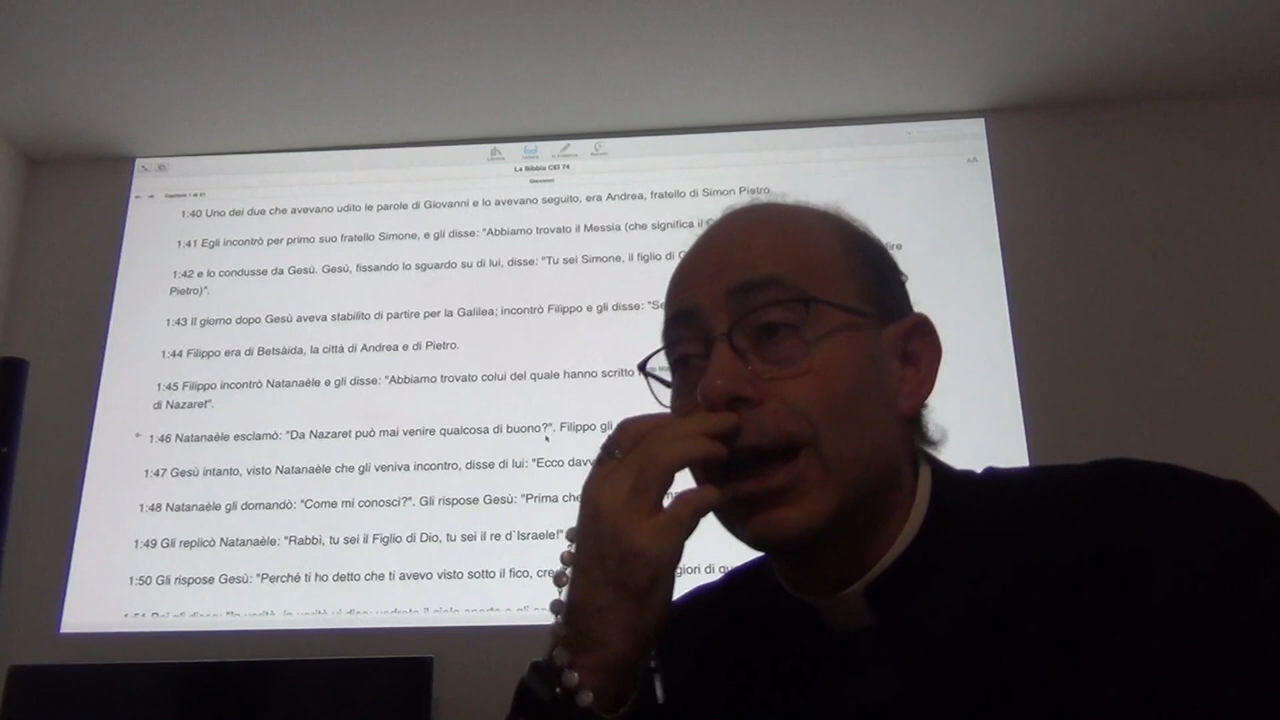 La Bibbia CEI 74
Giovanni
Capitolo 1 di 21
1:40 Uno dei due che avevano udito le parole di Giovanni e lo avevano seguito, era Andrea, fratello di Simon Pietro.
1:41 Egli incontrò per primo suo fratello Simone, e gli disse: "Abbiamo trovato il Messia (che significa il
1:42 e lo condusse da Gesù. Gesù, fissando lo sguardo su di lui, disse: "Tu sei Simone, il figlio di
Pietro)".
1:43 Il giorno dopo Gesù aveva stabilito di partire per la Galilea; incontrò Filippo e gli disse:
1:44 Filippo era di Betsàida, la città di Andrea e di Pietro.
1:45 Filippo incontrò Natanaèle e gli disse: "Abbiamo trovato colui del quale hanno scritto
di Nazaret".
1:46 Natanaèle esclamò: "Da Nazaret può mai venire qualcosa di buono?". Filippo gli
1:47 Gesù intanto, visto Natanaèle che gli veniva incontro, disse di lui: "Ecco
1:48 Natanaèle gli domandò: "Come mi conosci?". Gli rispose Gesù: "Prima che
1:49 Gli replicò Natanaèle: "Rabbì, tu sei il Figlio di Dio, tu sei il re d`Israele!"
1:50 Gli rispose Gesù: "Perché ti ho detto che ti avevo visto sotto il fico, di